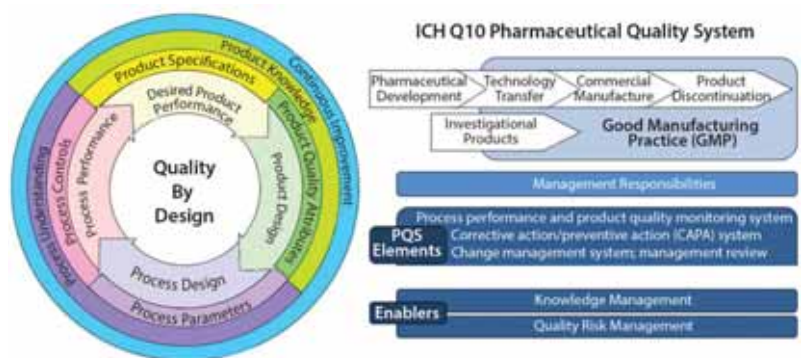 Continuous Improvement
Product Knowledge
Product Specifications
Desired Product
Performance
Product Quality Attributes
Product Design
Process Understanding
Process Controls
Process Performance
Process Design
Process Parameters
Quality
By
Design
ICH Q10 Pharmaceutical Quality System
Pharmaceutical
Development
Technology
Transfer
Commercial
Manufacture
Product
Discontinuation
Investigational
Products
Good Manufacturing
Practice (GMP)
Management Responsibilities
PQS
Elements
Process performance and product quality monitoring system
Corrective action/preventive action (CAPA) system
Change management system; management review
Enablers
Knowledge Management
Quality Risk Management